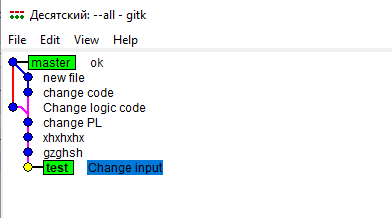 Десятский: --all - gitk
File Edit View Help
master ok
new file
change code
Change logic code
change PL
xhxhxhx
gzghsh
test Change input